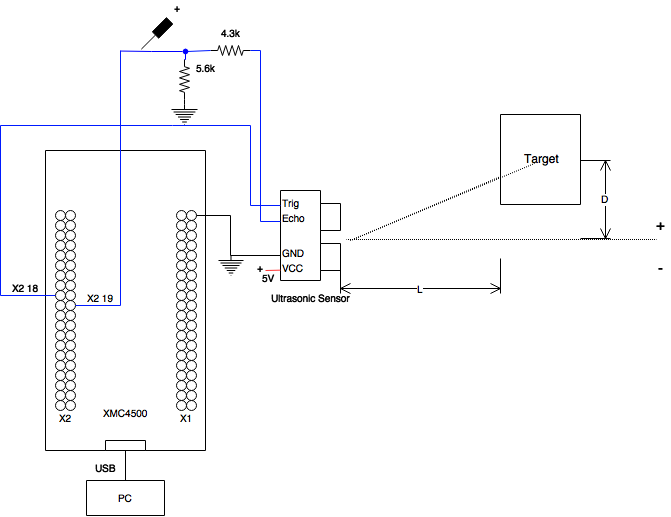 +
4.3k
5.6k
Target
Trig
Echo
D
+
GND
+
VCC
5V
-
X2 18
L
X2 19
Ultrasonic Sensor
XMC4500
X2
X1
USB
PC